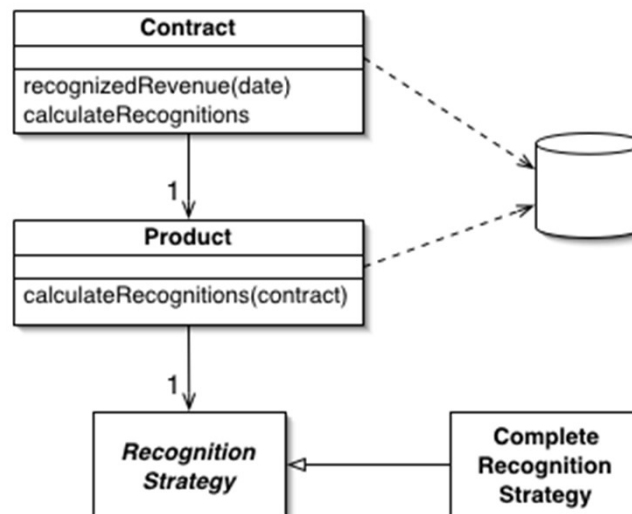 Contract
recognizedRevenue(date)
calculateRecognitions
1
Product
calculateRecognitions(contract)
1
Recognition
Strategy
Complete
Recognition
Strategy